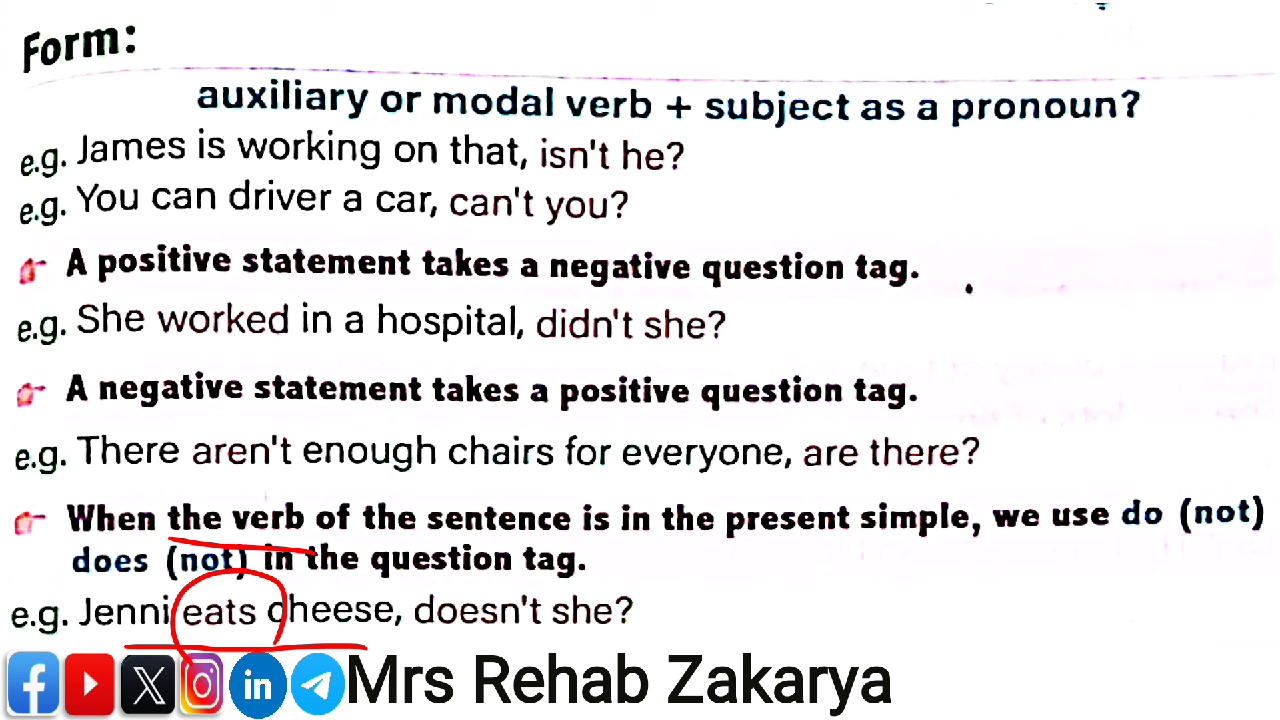 Form:
auxiliary or modal verb + subject as a pronoun?
e.g. James is working on that, isn't he?
e.g. You can driver a car, can't you?
A positive statement takes a negative question tag.
e.g. She worked in a hospital, didn't she?
A negative statement takes a positive question tag.
e.g. There aren't enough chairs for everyone, are there?
When the verb of the sentence is in the present simple, we use do (not)
does (not) in the question tag.
e.g. Jenni eats cheese, doesn't she?
Mrs Rehab Zakarya